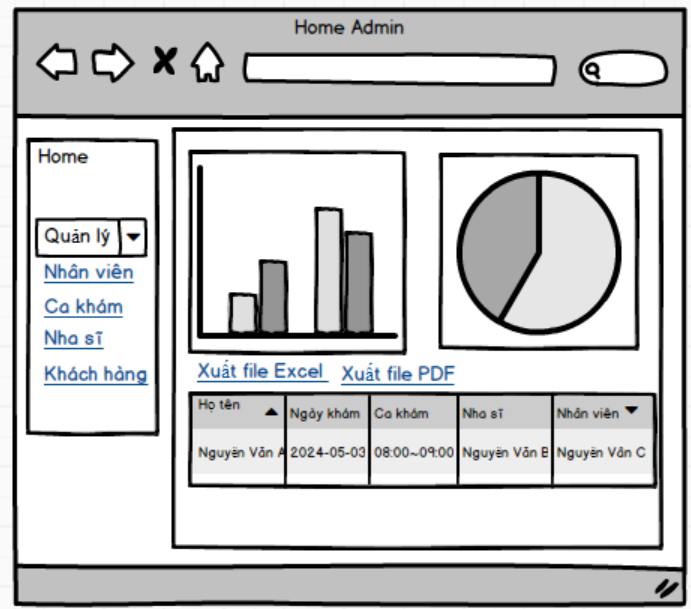 Home Admin
Home
Quản lý
Nhân viên
Ca khám
Nha sĩ
Khách hàng
Xuất file Excel Xuất file PDF
Họ tên Ngày khám Ca khám Nha sĩ Nhân viên
Nguyễn Văn A 2024-05-03 08:00~09:00 Nguyễn Văn B Nguyễn Văn C